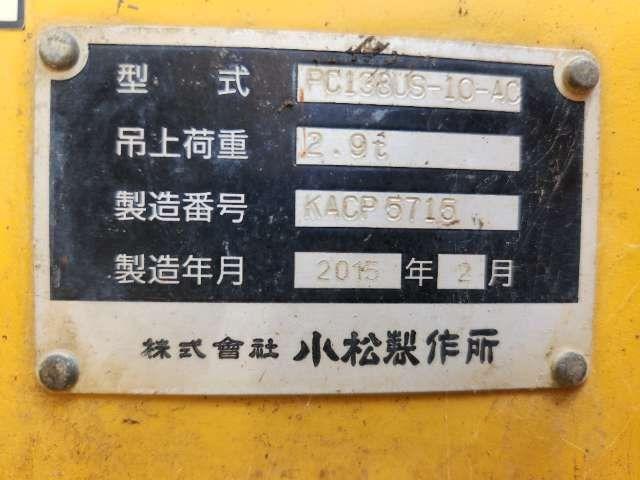 型式 PC138US-10-AC
吊上荷重 2.9t
製造番号 KACP5715
製造年月 2015年2月
株式會社 小松製作所